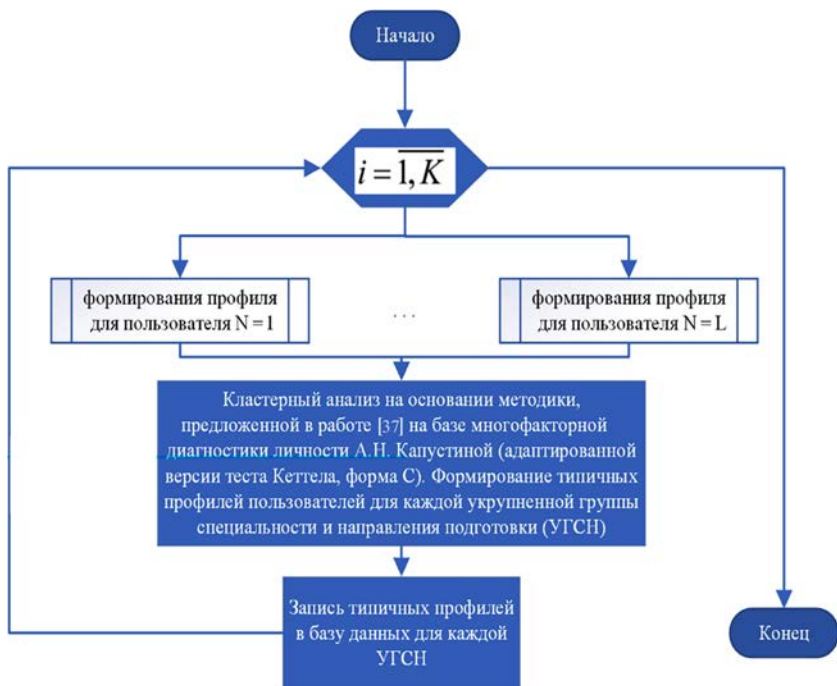 Начало
i = \overline{1, K}
формирования профиля
для пользователя N = 1
. . .
формирования профиля
для пользователя N = L
Кластерный анализ на основании методики,
предложенной в работе [37] на базе многофакторной
диагностики личности А.Н. Капустиной (адаптированной
версии теста Кеттела, форма С). Формирование типичных
профилей пользователей для каждой укрупненной группы
специальности и направления подготовки (УГСН)
Запись типичных профилей
в базу данных для каждой
УГСН
Конец